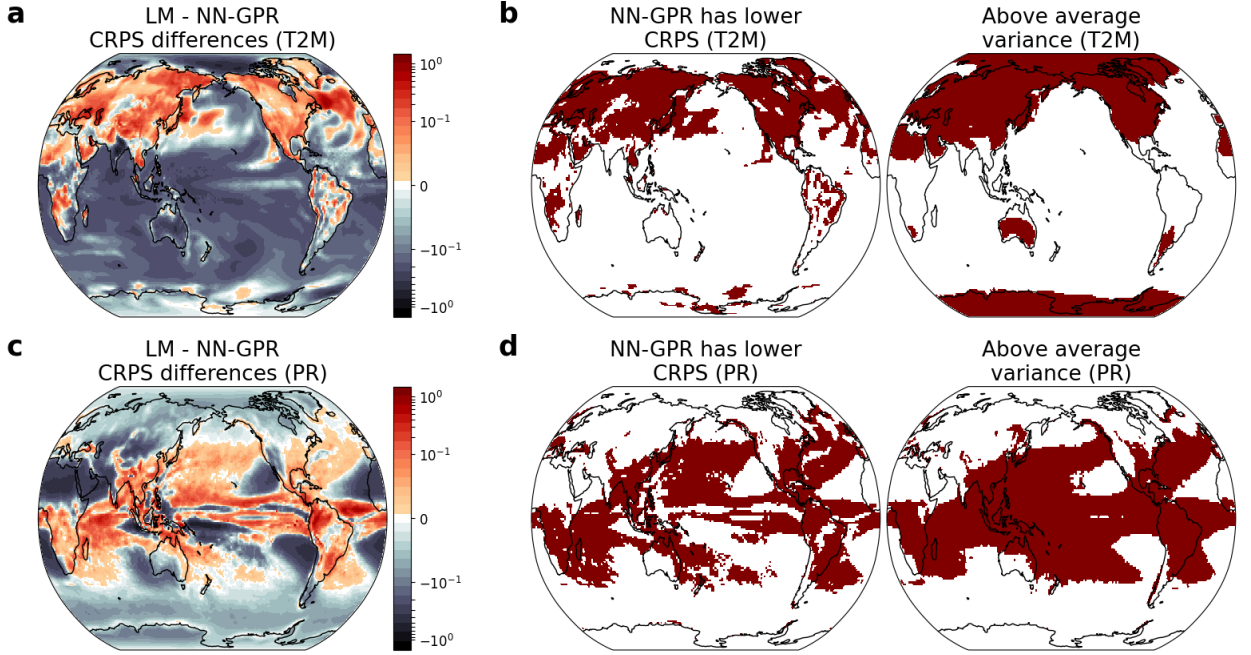 a
LM - NN-GPR
CRPS differences (T2M)
10⁰
10⁻¹
0
−10⁻¹
−10⁰
b
NN-GPR has lower
CRPS (T2M)
Above average
variance (T2M)
c
LM - NN-GPR
CRPS differences (PR)
10⁰
10⁻¹
0
−10⁻¹
−10⁰
d
NN-GPR has lower
CRPS (PR)
Above average
variance (PR)